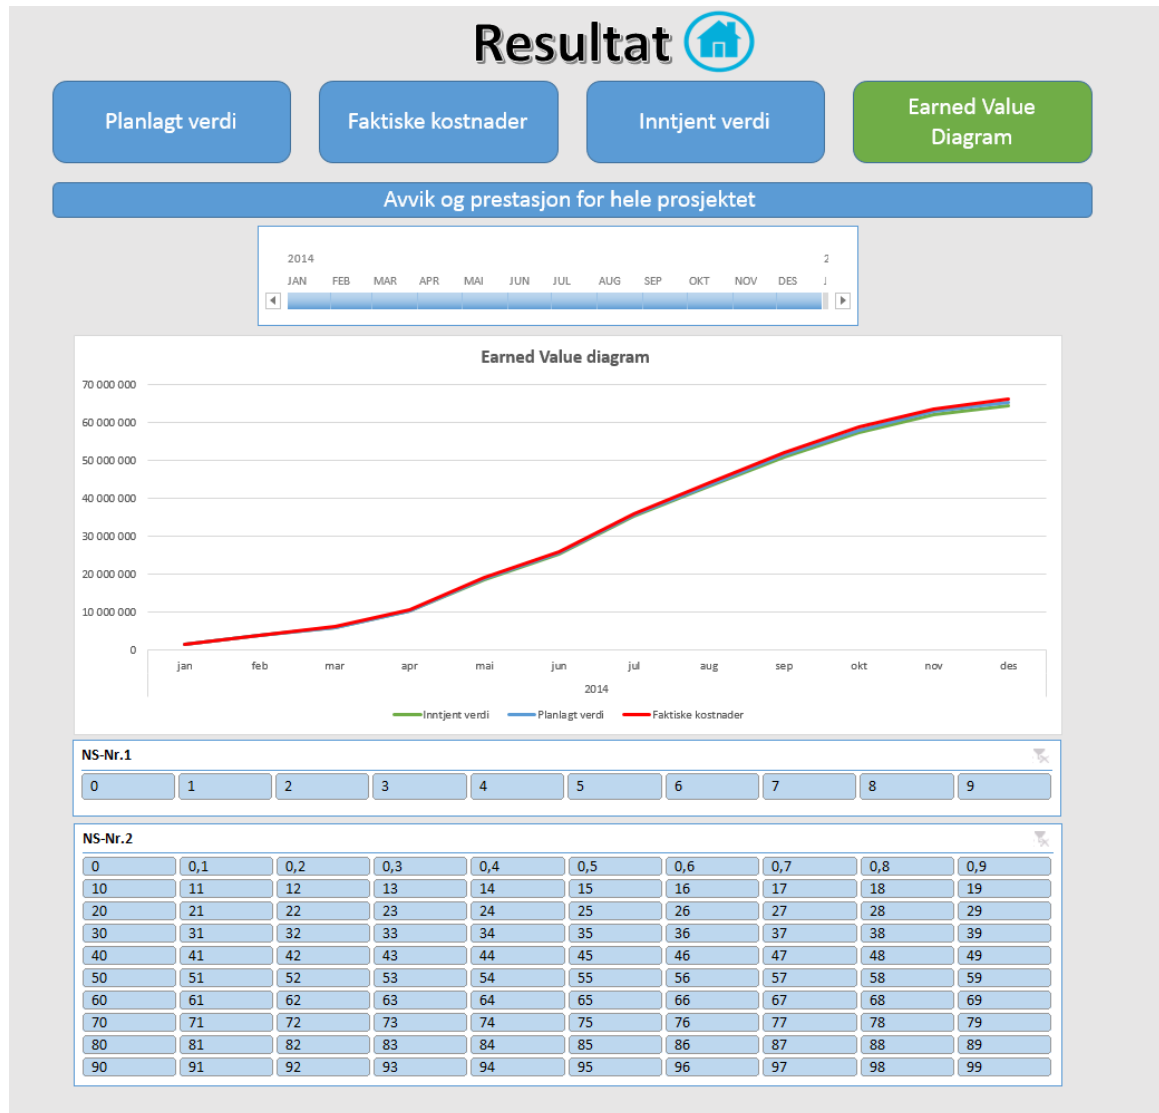 Resultat
Planlagt verdi
Faktiske kostnader
Inntjent verdi
Earned Value
Diagram
Avvik og prestasjon for hele prosjektet
2014 2
JAN FEB MAR APR MAI JUN JUL AUG SEP OKT NOV DES
Earned Value diagram
70 000 000
60 000 000
50 000 000
40 000 000
30 000 000
20 000 000
10 000 000
0
jan feb mar apr mai jun jul aug sep okt nov des
2014
Inntjent verdi Planlagt verdi Faktiske kostnader
NS-Nr.1
0 1 2 3 4 5 6 7 8 9
NS-Nr.2
0 0,1 0,2 0,3 0,4 0,5 0,6 0,7 0,8 0,9
10 11 12 13 14 15 16 17 18 19
20 21 22 23 24 25 26 27 28 29
30 31 32 33 34 35 36 37 38 39
40 41 42 43 44 45 46 47 48 49
50 51 52 53 54 55 56 57 58 59
60 61 62 63 64 65 66 67 68 69
70 71 72 73 74 75 76 77 78 79
80 81 82 83 84 85 86 87 88 89
90 91 92 93 94 95 96 97 98 99